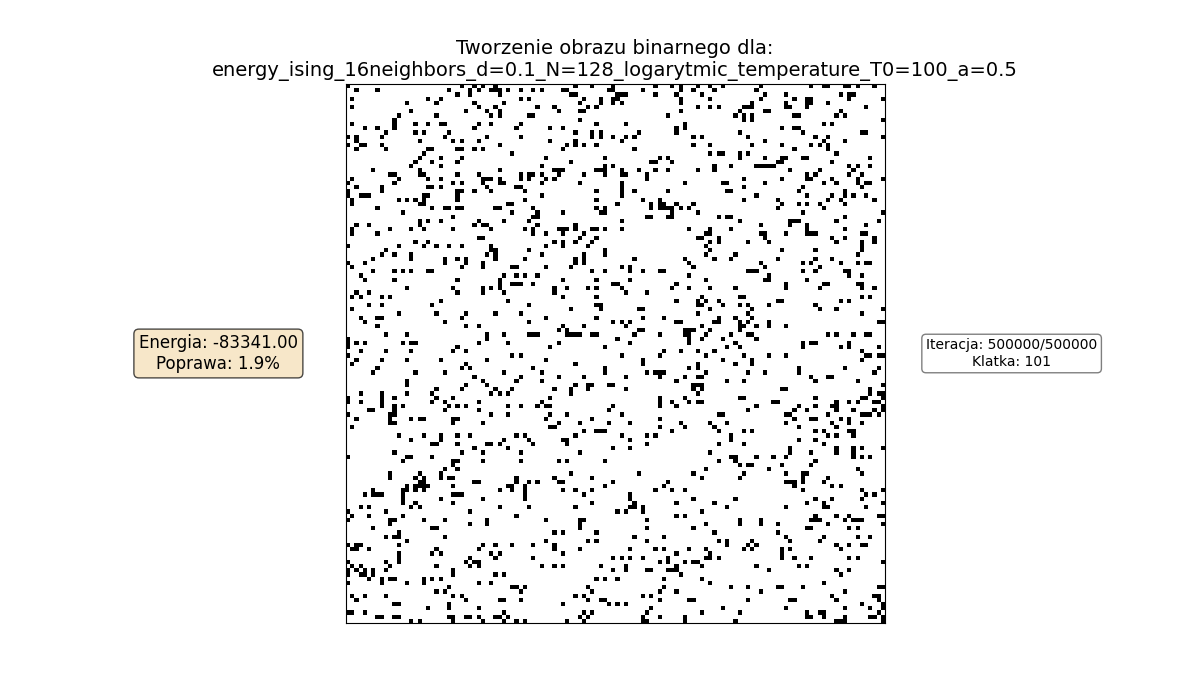 Tworzenie obrazu binarnego dla:
energy_ising_16neighbors_d=0.1_N=128_logarytmic_temperature_T0=100_a=0.5
Energia: -83341.00
Poprawa: 1.9%
Iteracja: 500000/500000
Klatka: 101